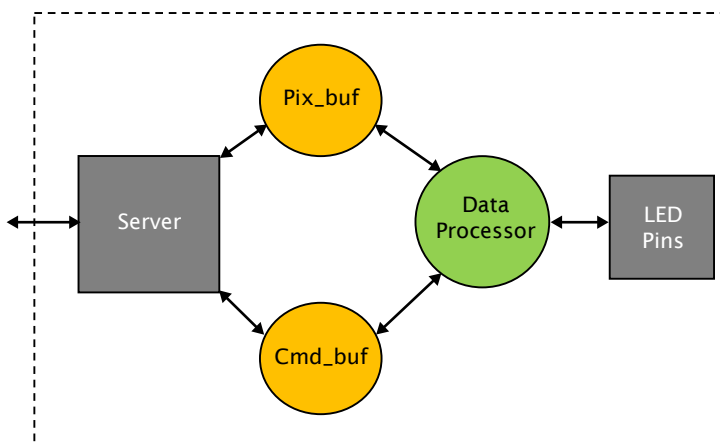 Pix_buf
Server
Data
Processor
LED
Pins
Cmd_buf